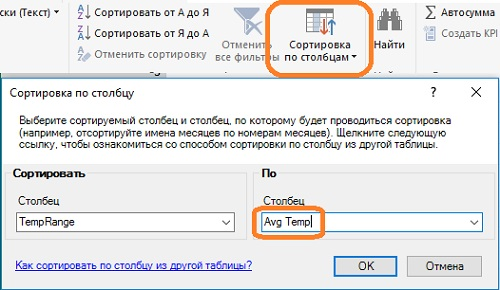 ски (Текст)
Сортировать от А до Я
Сортировать от Я до А
Отменить сортировку
Отменить
все фильтры
Сортировка
по столбцам
Найти
Автосумма
Создать KPI
Сортировка по столбцу
?
Выберите сортируемый столбец и столбец, по которому будет проводиться сортировка
(например, отсортируйте имена месяцев по номерам месяцев). Щелкните следующую
ссылку, чтобы ознакомиться со способом сортировки по столбцу из другой таблицы.
Сортировать
Столбец
TempRange
По
Столбец
Avg Temp
Как сортировать по столбцу из другой таблицы?
OK
Отмена